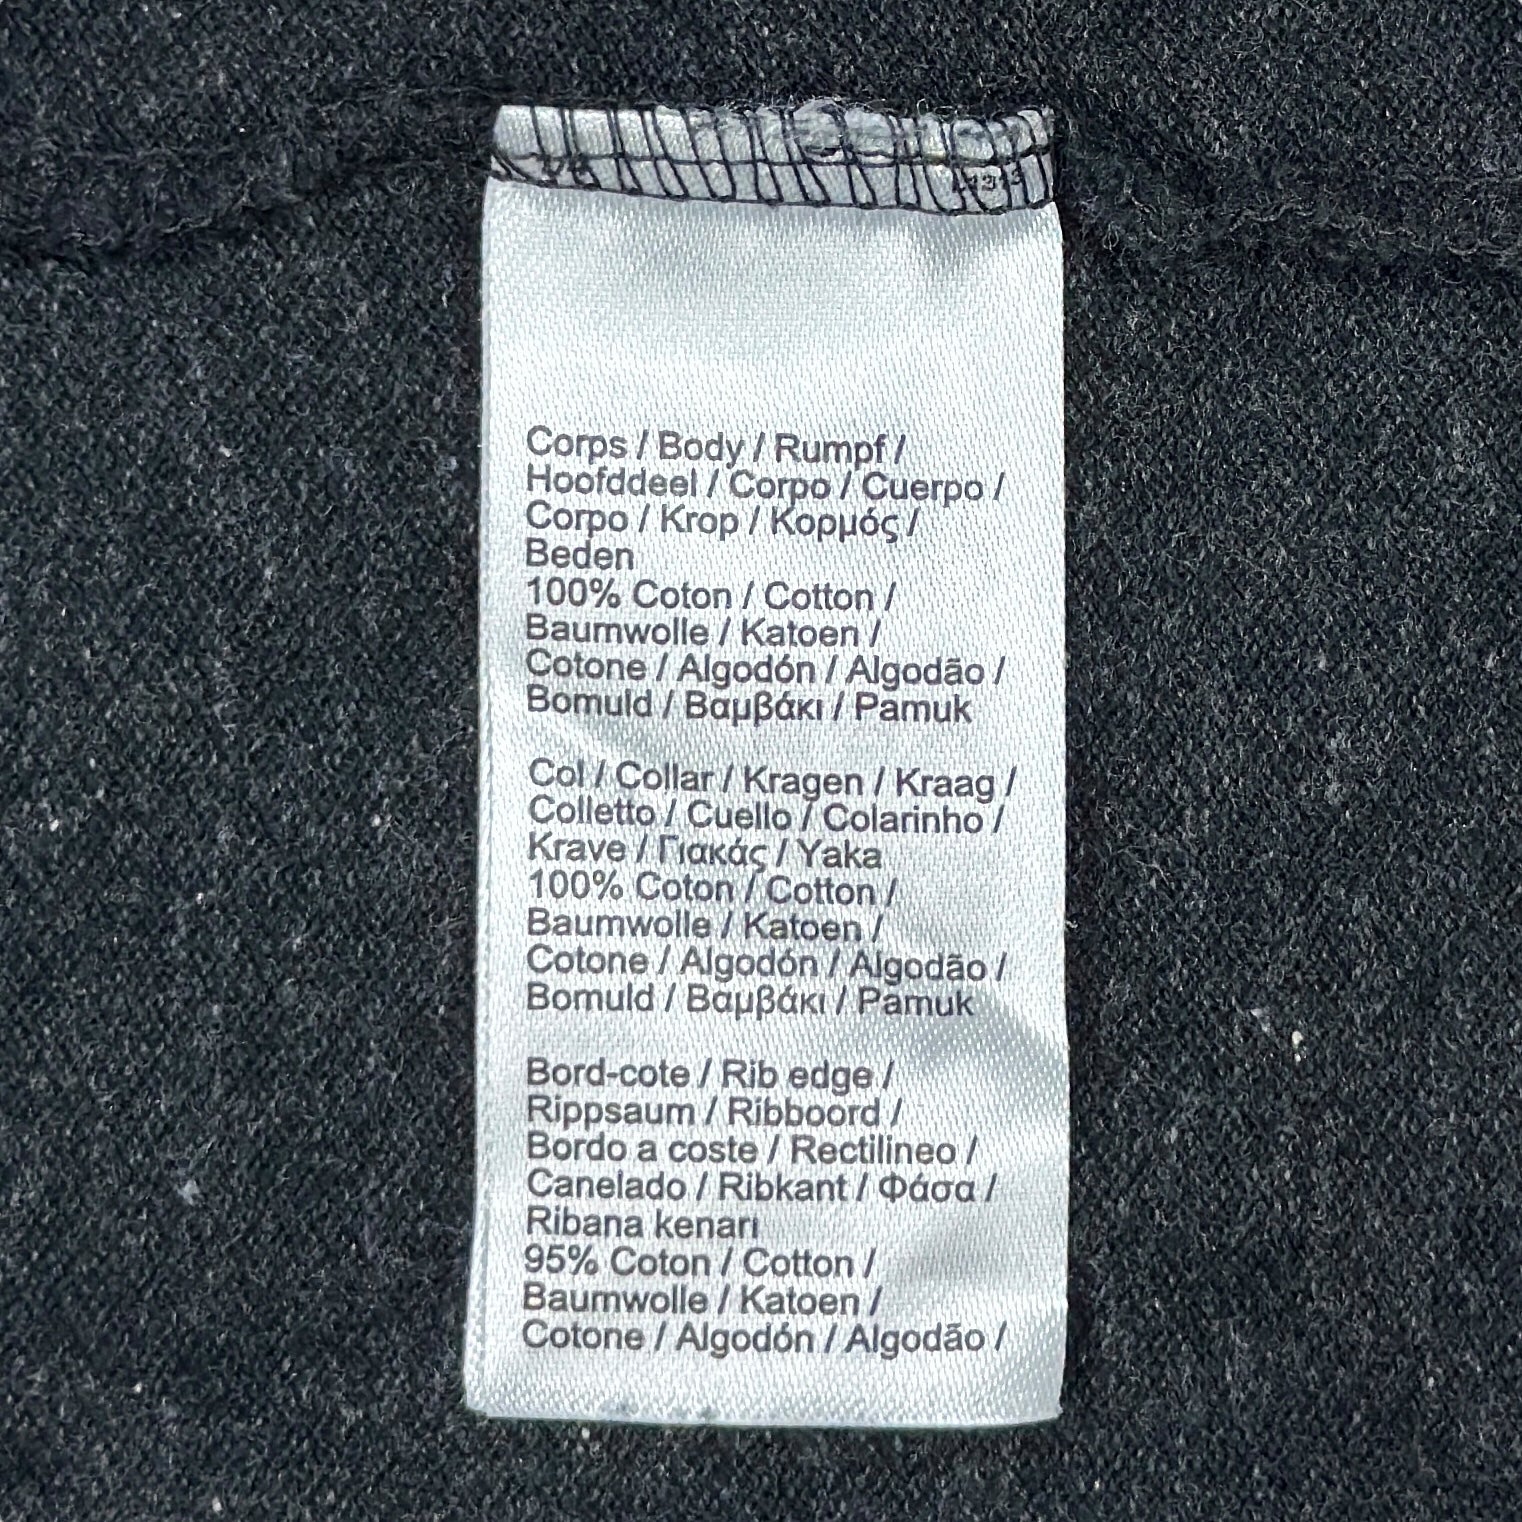 Corps / Body / Rumpf /
Hoofddeel / Corpo / Cuerpo /
Corpo / Krop / Κορμός /
Beden
100% Coton / Cotton /
Baumwolle / Katoen /
Cotone / Algodón / Algodão /
Bomuld / Βαμβάκι / Pamuk
Col / Collar / Kragen / Kraag /
Colletto / Cuello / Colarinho /
Krave / Γιακάς / Yaka
100% Coton / Cotton /
Baumwolle / Katoen /
Cotone / Algodón / Algodão /
Bomuld / Βαμβάκι / Pamuk
Bord-cote / Rib edge /
Rippsaum / Ribboord /
Bordo a coste / Rectilineo /
Canelado / Ribkant / Φάσα /
Ribana kenarı
95% Coton / Cotton /
Baumwolle / Katoen /
Cotone / Algodón / Algodão /